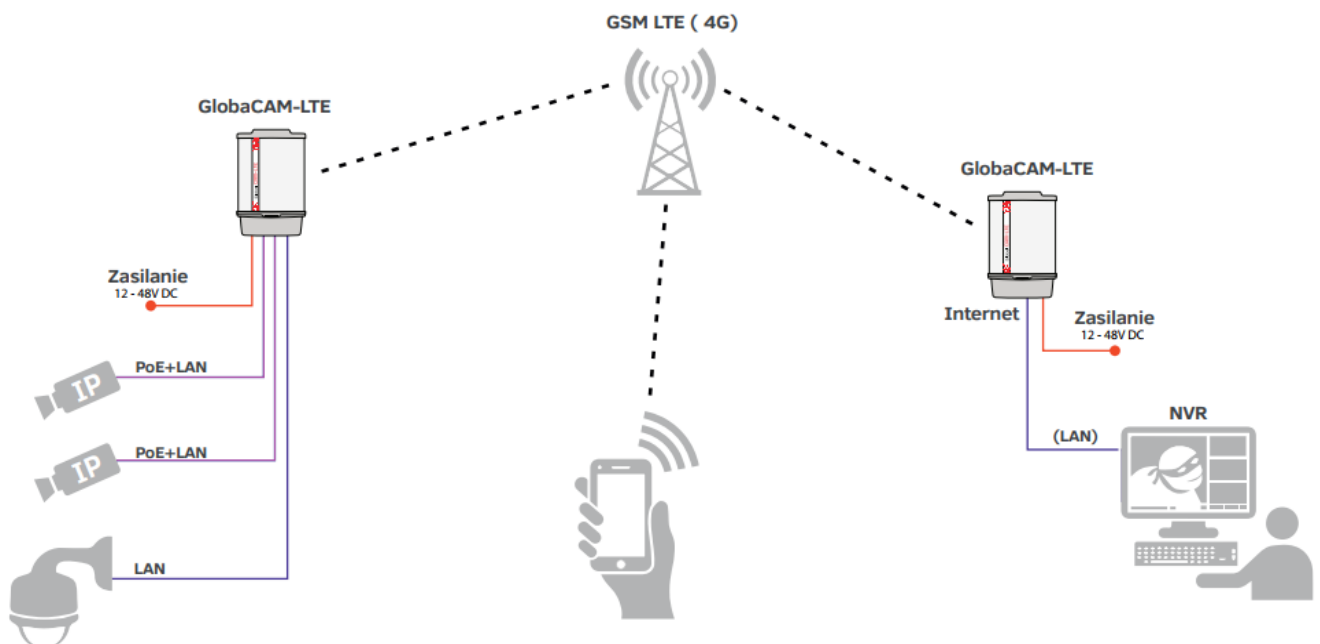 GSM LTE ( 4G)
GlobaCAM-LTE
GlobaCAM-LTE
Zasilanie
12 - 48V DC
Internet
Zasilanie
12 - 48V DC
PoE+LAN
IP
NVR
(LAN)
PoE+LAN
IP
LAN